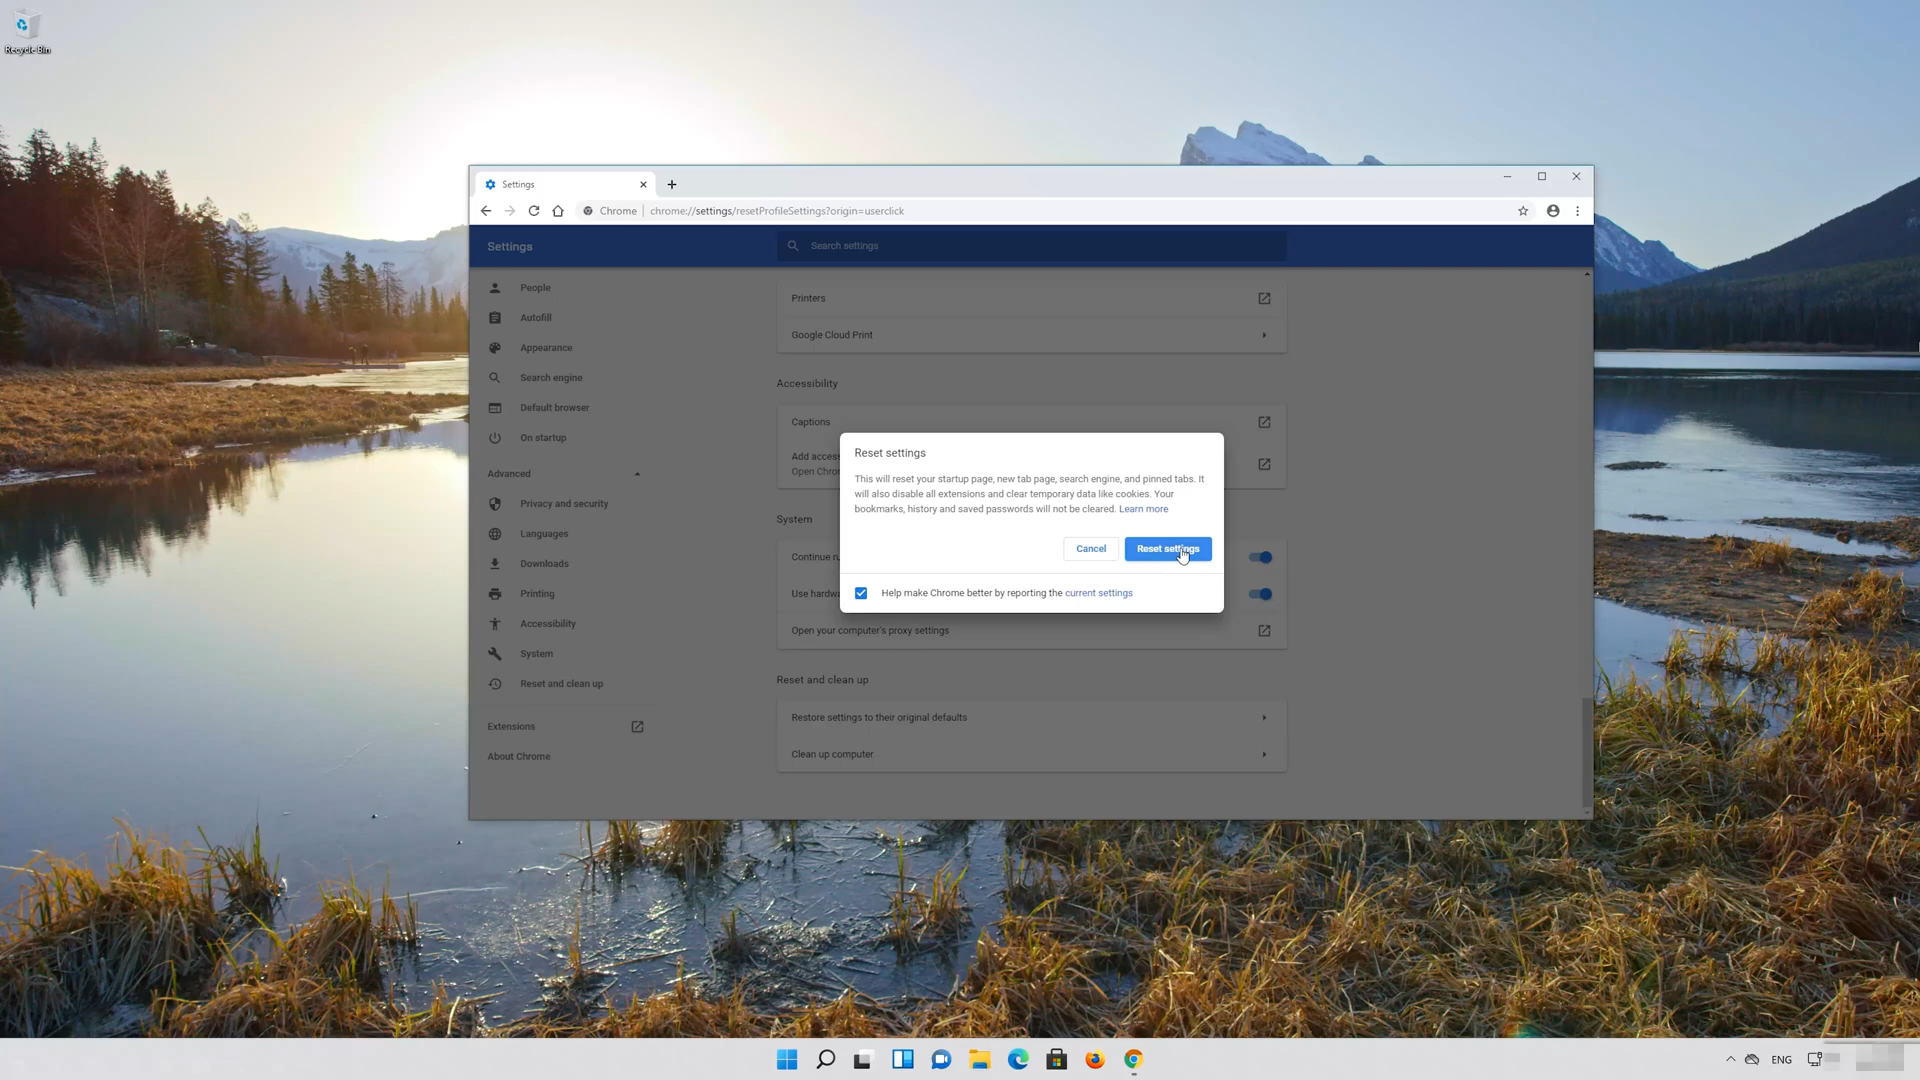 Recycle Bin
Settings
Chrome
chrome://settings/resetProfileSettings?origin=userclick
Settings
Search settings
People
Autofill
Appearance
Search engine
Default browser
On startup
Advanced
Privacy and security
Languages
Downloads
Printing
Accessibility
System
Reset and clean up
Extensions
About Chrome
Printers
Google Cloud Print
Accessibility
Captions
Add acces
Open Chror
System
Continue ru
Use hardwa
Open your computer's proxy settings
Reset and clean up
Restore settings to their original defaults
Clean up computer
Reset settings
This will reset your startup page, new tab page, search engine, and pinned tabs. It
will also disable all extensions and clear temporary data like cookies. Your
bookmarks, history and saved passwords will not be cleared. Learn more
Cancel
Reset settings
Help make Chrome better by reporting the current settings
ENG